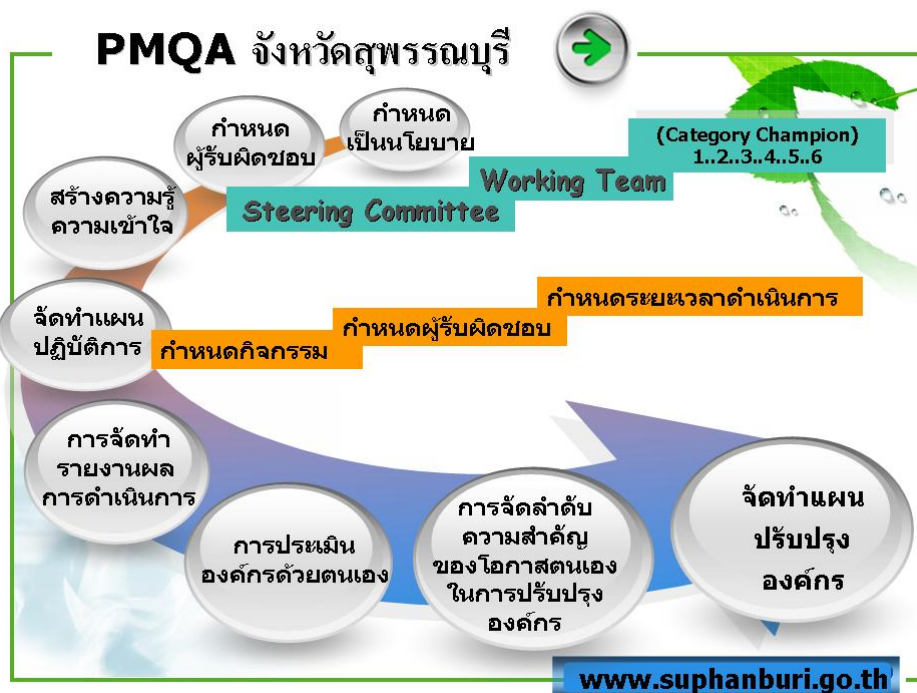 PMQA จังหวัดสุพรรณบุรี
กำหนด
เป็นนโยบาย
กำหนด
ผู้รับผิดชอบ
(Category Champion)
1..2..3..4..5..6
Working Team
Steering Committee
สร้างความรู้
ความเข้าใจ
จัดทำแผน
ปฏิบัติการ
กำหนดกิจกรรม
กำหนดผู้รับผิดชอบ
กำหนดระยะเวลาดำเนินการ
การจัดทำ
รายงานผล
การดำเนินการ
การประเมิน
องค์กรด้วยตนเอง
การจัดลำดับ
ความสำคัญ
ของโอกาสตนเอง
ในการปรับปรุง
องค์กร
จัดทำแผน
ปรับปรุง
องค์กร
www.suphanburi.go.th